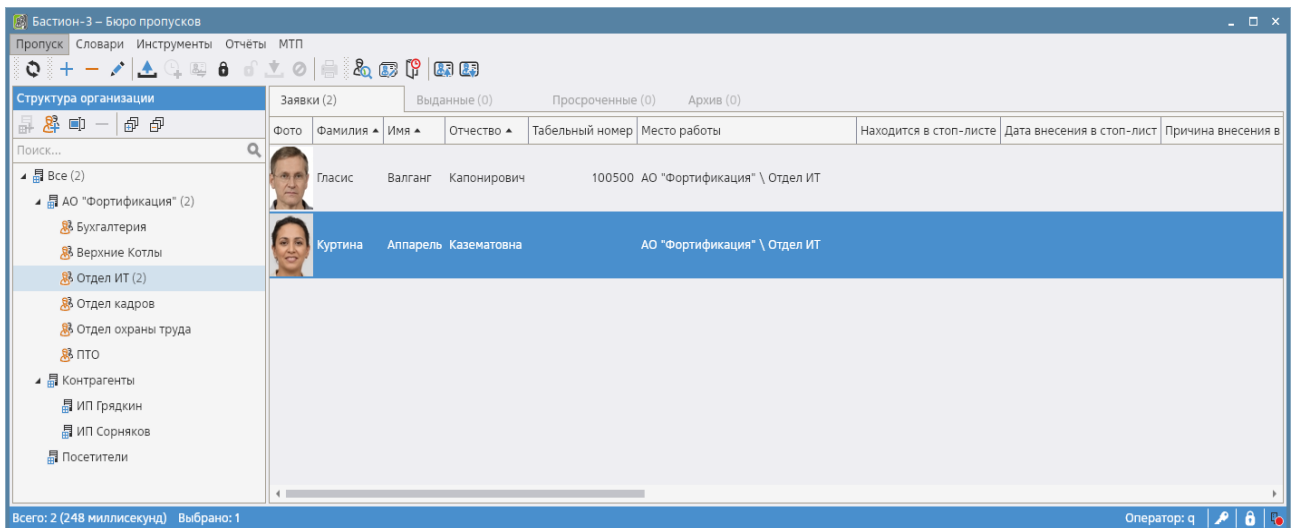 Бастион-3 – Бюро пропусков
Пропуск Словари Инструменты Отчёты МТП
Структура организации
Заявки (2) Выданные (0) Просроченные (0) Архив (0)
Фото Фамилия Имя Отчество Табельный номер Место работы Находится в стоп-листе Дата внесения в стоп-лист Причина внесения в
Поиск...
Все (2)
Гласис Валганг Капонирович 100500 АО "Фортификация" \ Отдел ИТ
АО "Фортификация" (2)
Бухгалтерия
Куртина Аппарель Казематовна АО "Фортификация" \ Отдел ИТ
Верхние Котлы
Отдел ИТ (2)
Отдел кадров
Отдел охраны труда
ПТО
Контрагенты
ИП Грядкин
ИП Сорняков
Посетители
Всего: 2 (248 миллисекунд) Выбрано: 1 Оператор: q